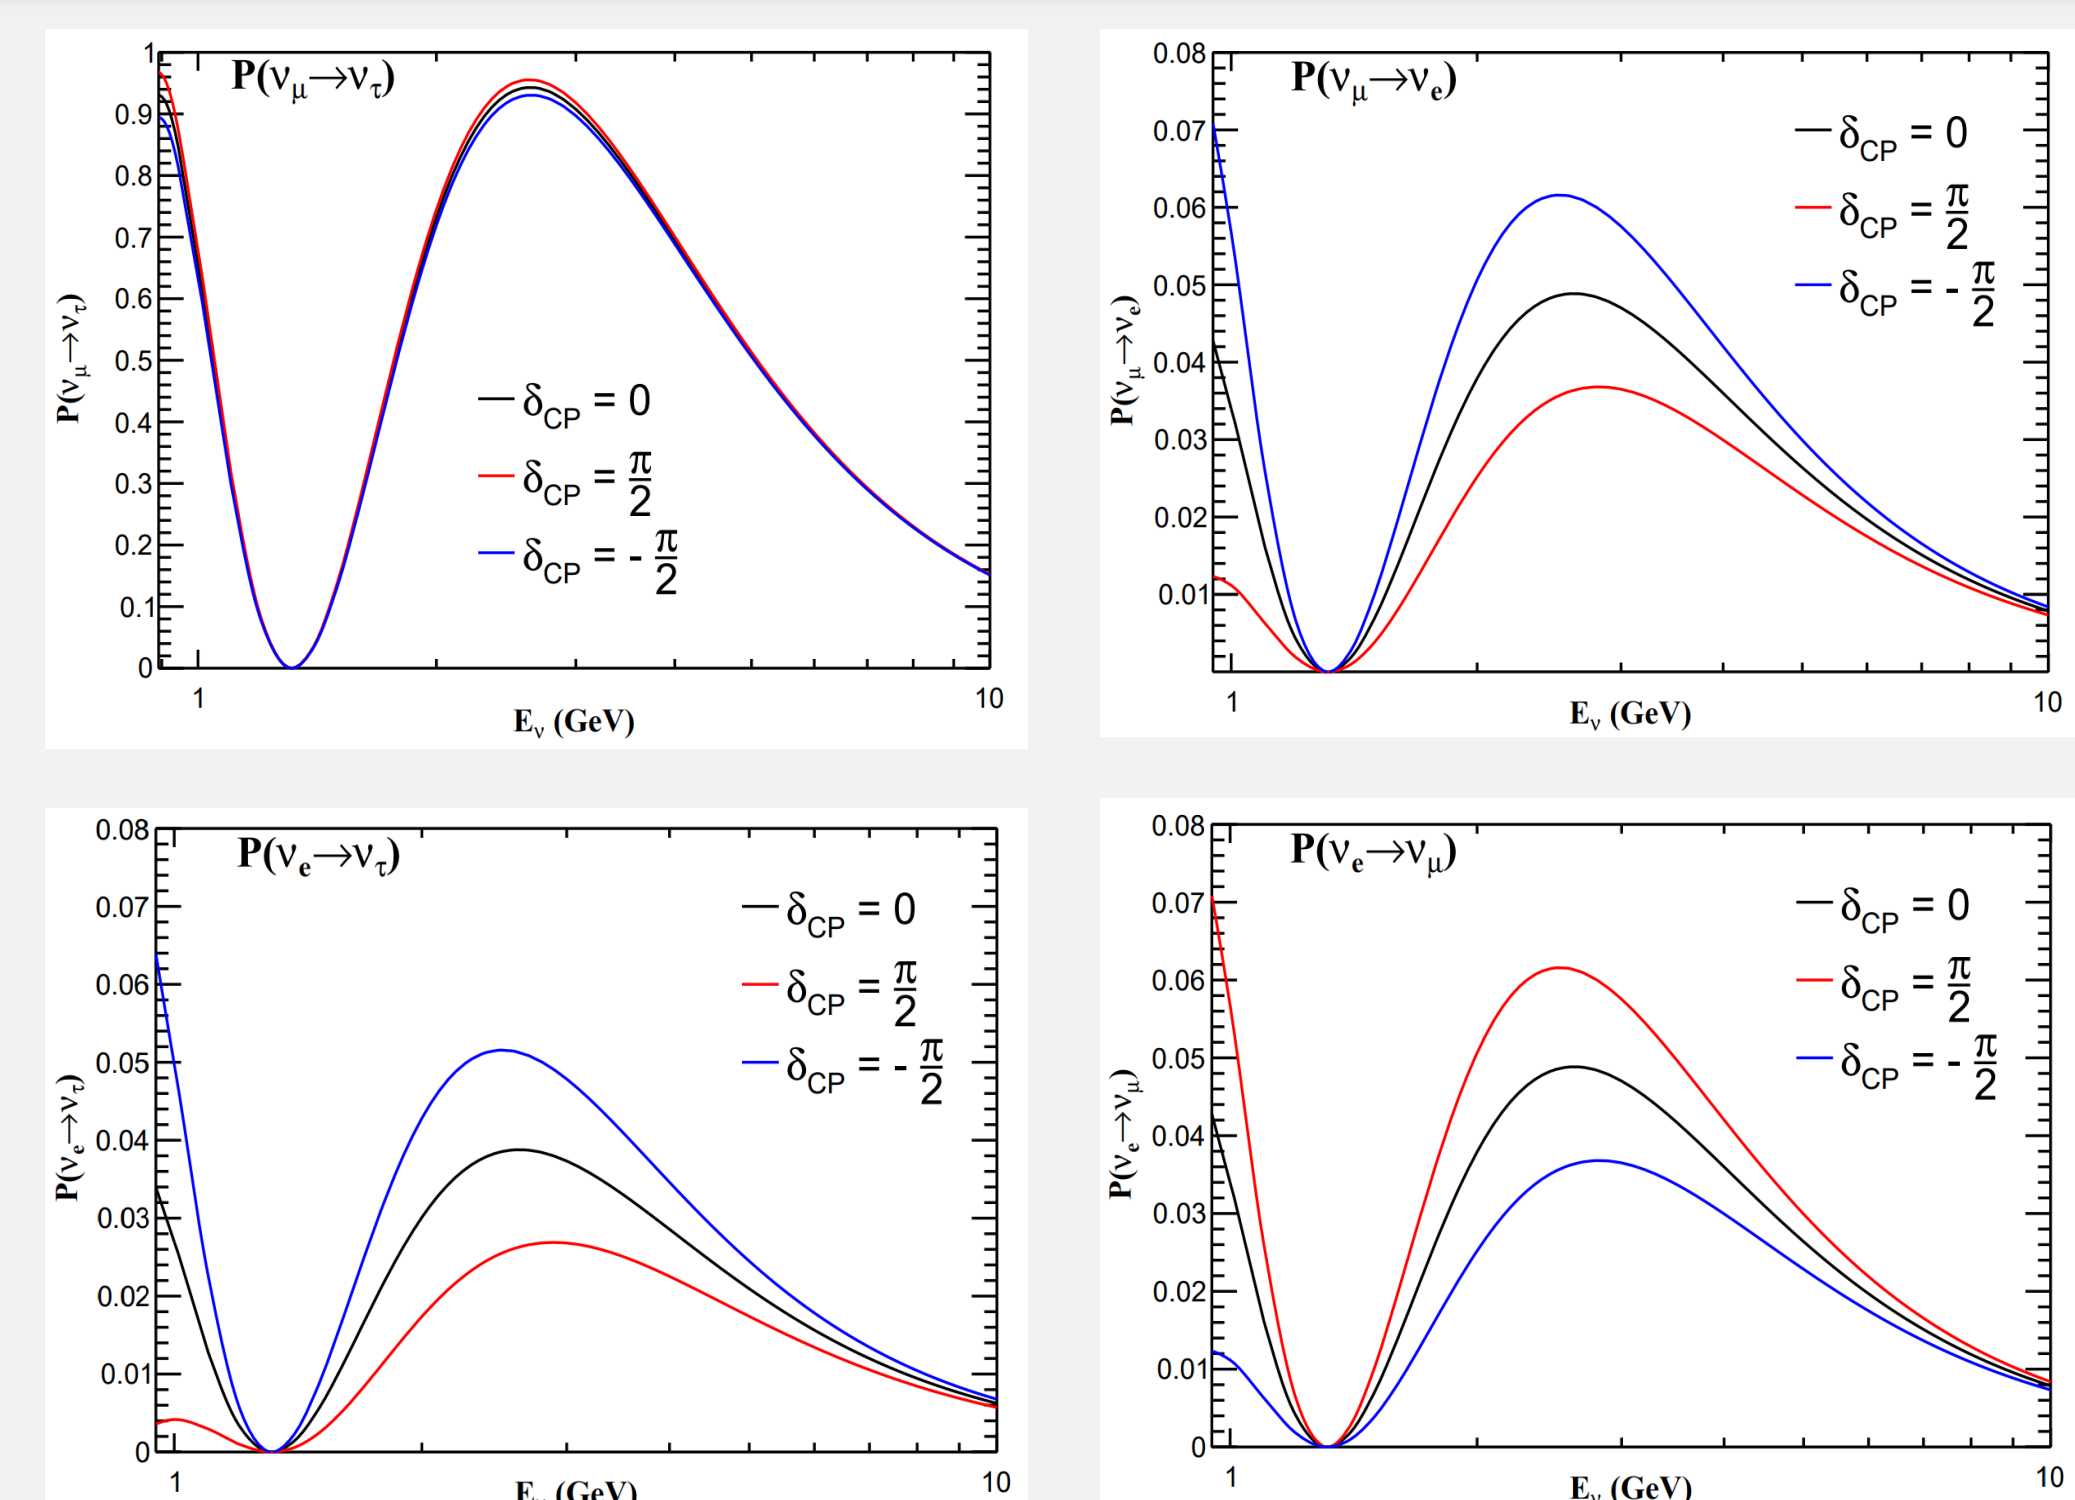 P(νμ→ντ)
P(νμ→ντ)
1
0.9
0.8
0.7
0.6
0.5
0.4
0.3
0.2
0.1
0
δCP = 0
δCP = π/2
δCP = - π/2
1
10
Eν (GeV)
P(νμ→νe)
P(νμ→νe)
0.08
0.07
0.06
0.05
0.04
0.03
0.02
0.01
δCP = 0
δCP = π/2
δCP = - π/2
1
10
Eν (GeV)
P(νe→ντ)
P(νe→ντ)
0.08
0.07
0.06
0.05
0.04
0.03
0.02
0.01
0
δCP = 0
δCP = π/2
δCP = - π/2
1
10
Eν (GeV)
P(νe→νμ)
P(νe→νμ)
0.08
0.07
0.06
0.05
0.04
0.03
0.02
0.01
0
δCP = 0
δCP = π/2
δCP = - π/2
1
10
Eν (GeV)